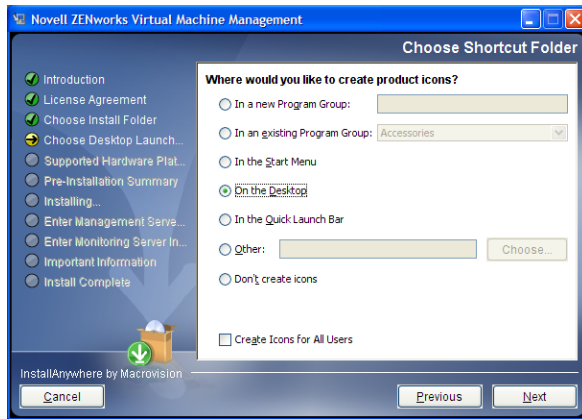 Novell ZENworks Virtual Machine Management
Choose Shortcut Folder
Introduction
License Agreement
Choose Install Folder
Choose Desktop Launch...
Supported Hardware Plat...
Pre-Installation Summary
Installing...
Enter Management Serve...
Enter Monitoring Server In...
Important Information
Install Complete
Where would you like to create product icons?
In a new Program Group:
In an existing Program Group: Accessories
In the Start Menu
On the Desktop
In the Quick Launch Bar
Other: Choose...
Don't create icons
Create Icons for All Users
InstallAnywhere by Macrovision
Cancel Previous Next